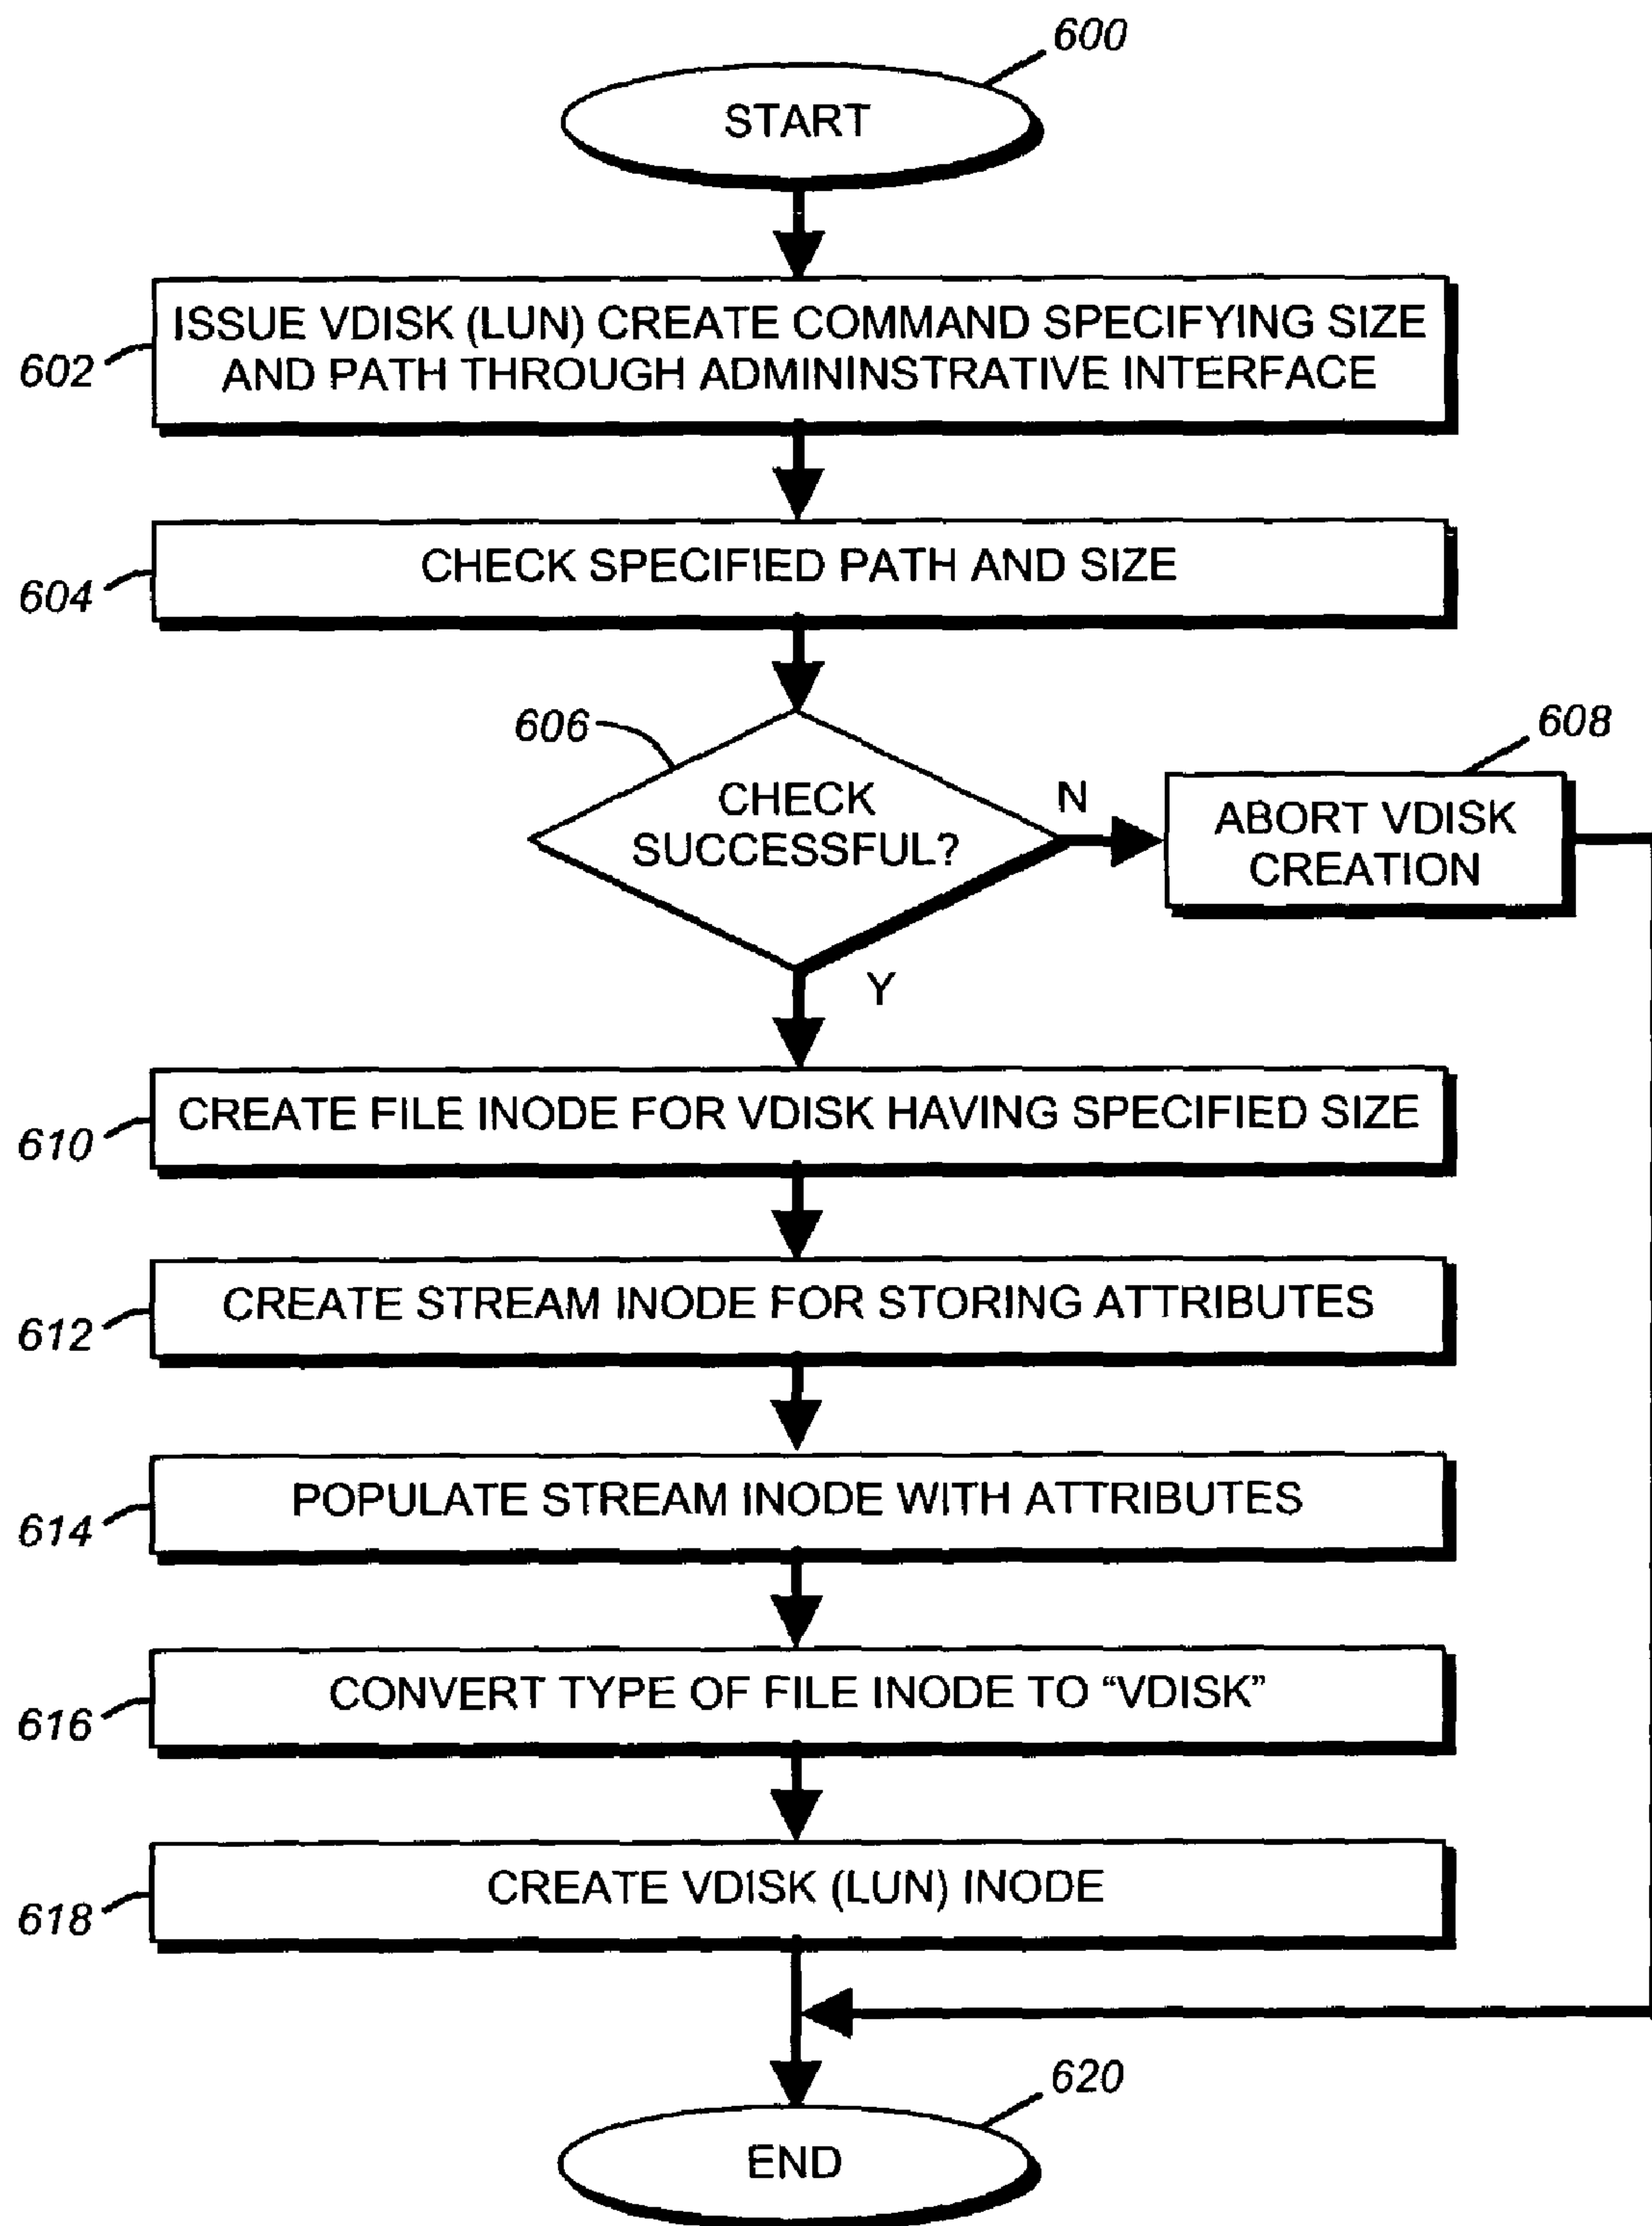 600
START
602
ISSUE VDISK (LUN) CREATE COMMAND SPECIFYING SIZE
AND PATH THROUGH ADMININSTRATIVE INTERFACE
604
CHECK SPECIFIED PATH AND SIZE
606
CHECK
SUCCESSFUL?
N
608
ABORT VDISK
CREATION
Y
610
CREATE FILE INODE FOR VDISK HAVING SPECIFIED SIZE
612
CREATE STREAM INODE FOR STORING ATTRIBUTES
614
POPULATE STREAM INODE WITH ATTRIBUTES
616
CONVERT TYPE OF FILE INODE TO “VDISK”
618
CREATE VDISK (LUN) INODE
620
END